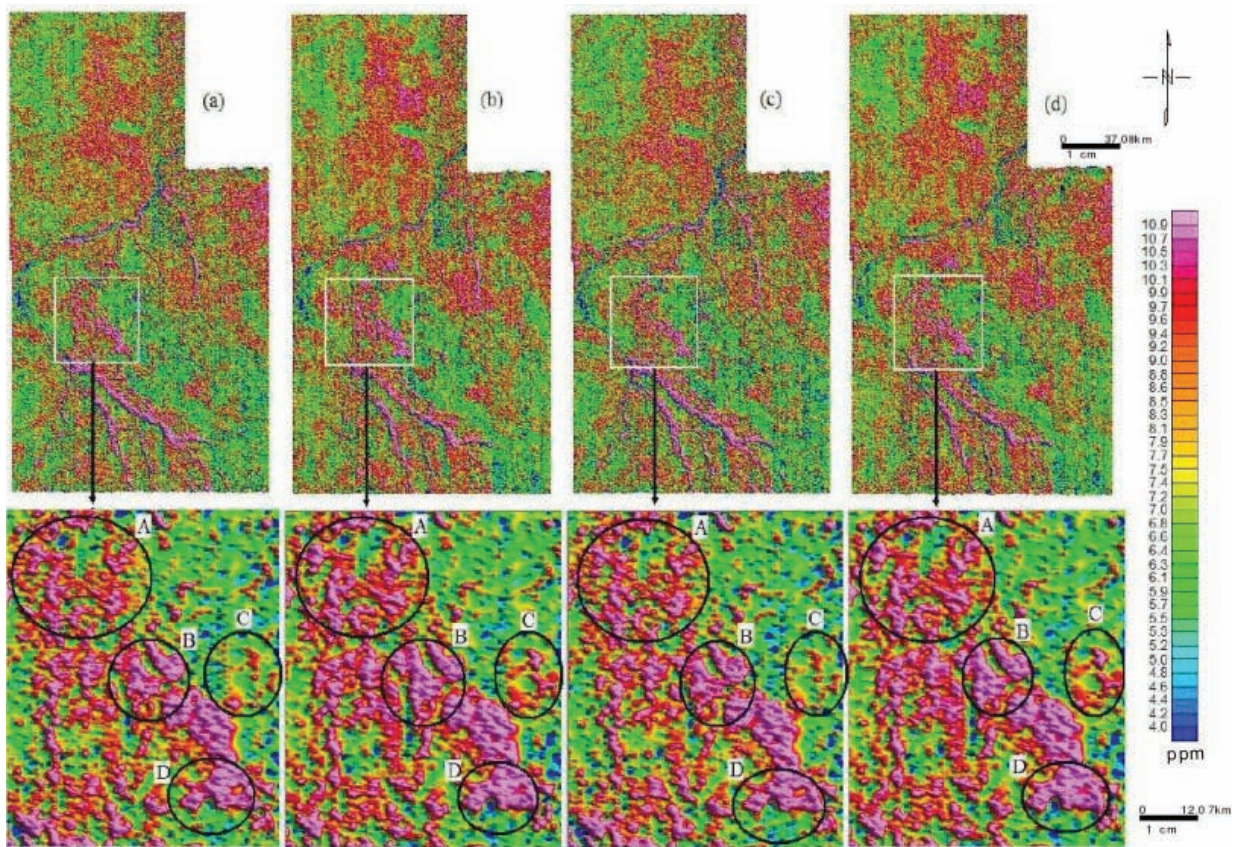 (a)
(b)
(c)
(d)
N
0 37.08km
1 cm
10.9
10.7
10.5
10.3
10.1
9.9
9.7
9.6
9.4
9.2
9.0
8.8
8.6
8.5
8.3
8.1
7.9
7.7
7.5
7.4
7.2
7.0
6.8
6.6
6.4
6.3
6.1
5.9
5.7
5.5
5.3
5.2
5.0
4.8
4.6
4.4
4.2
4.0
ppm
A
B
C
D
A
B
C
D
A
B
C
D
A
B
C
D
0 12.07km
1 cm